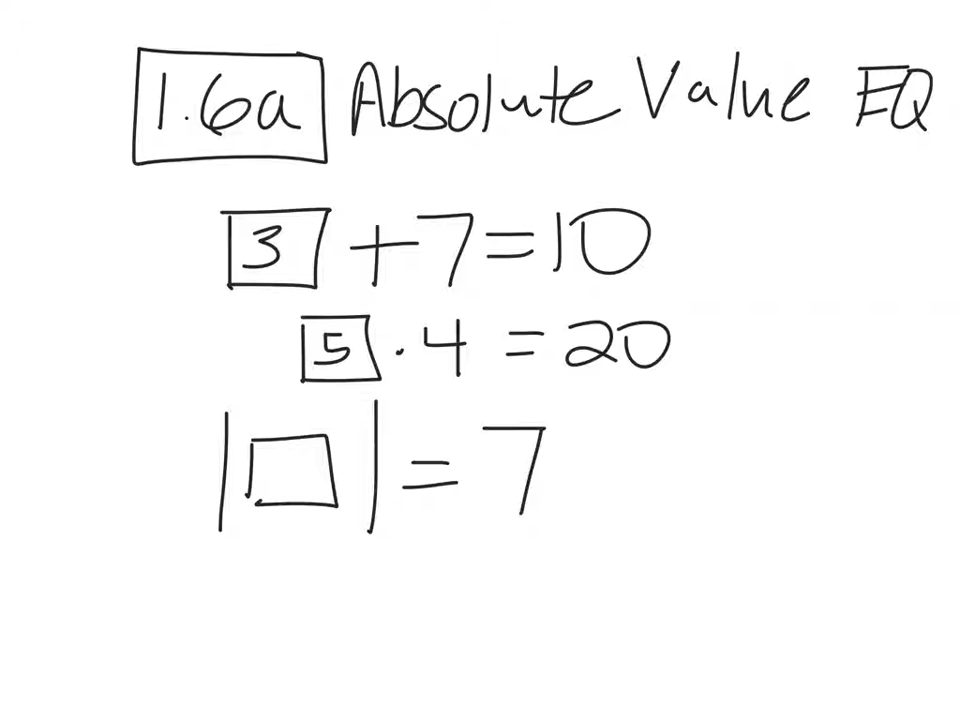 1.6a Absolute Value EQ
3 + 7 = 10
5 · 4 = 20
|□| = 7